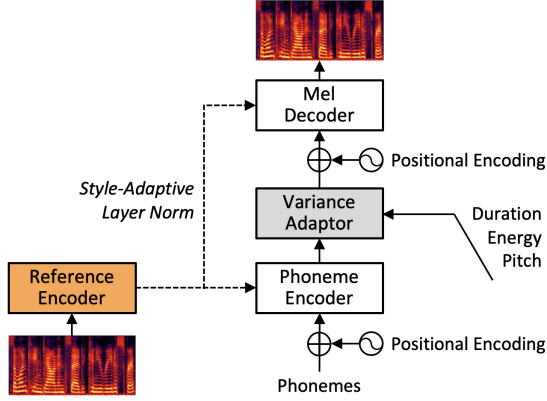 Mel
Decoder
Positional Encoding
Style-Adaptive
Layer Norm
Variance
Adaptor
Duration
Energy
Pitch
Reference
Encoder
Phoneme
Encoder
Positional Encoding
Phonemes